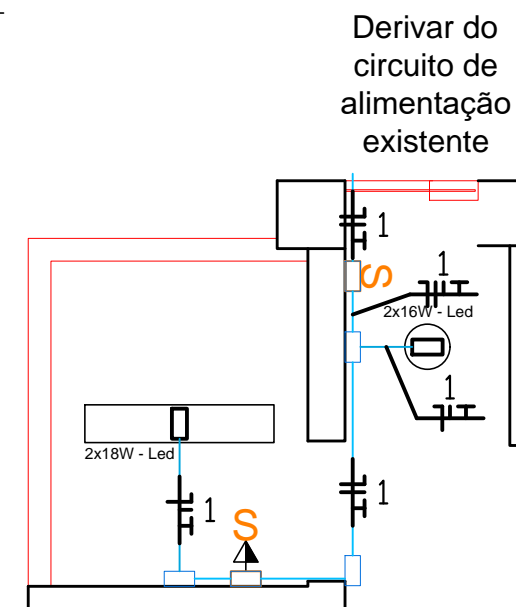 Derivar do
circuito de
alimentação
existente
1
S
1
2x16W - Led
1
2x18W - Led
1
1
S